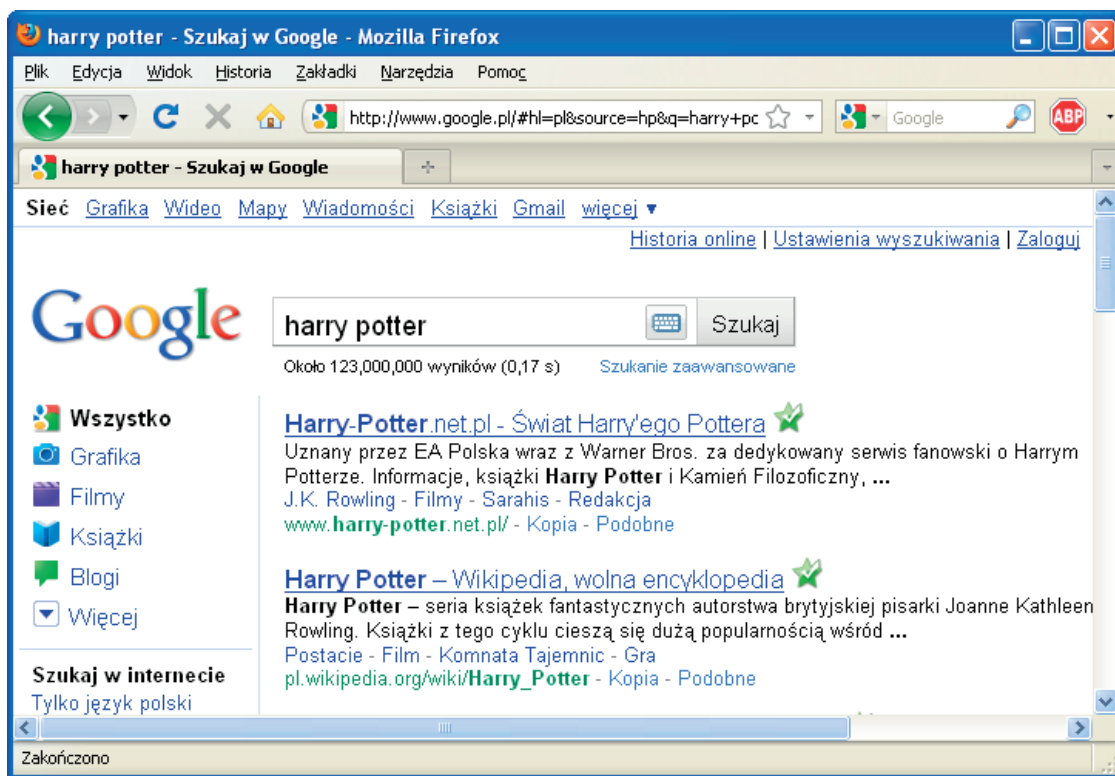 harry potter - Szukaj w Google - Mozilla Firefox
Plik Edycja Widok Historia Zakładki Narzędzia Pomoc
http://www.google.pl/#hl=pl&source=hp&q=harry+pc Google ABP
harry potter - Szukaj w Google
Sieć Grafika Wideo Mapy Wiadomości Książki Gmail więcej ▼
Historia online | Ustawienia wyszukiwania | Zaloguj
Google harry potter Szukaj
Około 123,000,000 wyników (0,17 s) Szukanie zaawansowane
Wszystko
Grafika
Filmy
Książki
Blogi
Więcej
Szukaj w internecie
Tylko język polski
Harry-Potter.net.pl - Świat Harry'ego Pottera
Uznany przez EA Polska wraz z Warner Bros. za dedykowany serwis fanowski o Harrym
Potterze. Informacje, książki Harry Potter i Kamień Filozoficzny, ...
J.K. Rowling - Filmy - Sarahis - Redakcja
www.harry-potter.net.pl/ - Kopia - Podobne
Harry Potter – Wikipedia, wolna encyklopedia
Harry Potter – seria książek fantastycznych autorstwa brytyjskiej pisarki Joanne Kathleen
Rowling. Książki z tego cyklu cieszą się dużą popularnością wśród ...
Postacie - Film - Komnata Tajemnic - Gra
pl.wikipedia.org/wiki/Harry_Potter - Kopia - Podobne
Zakończono